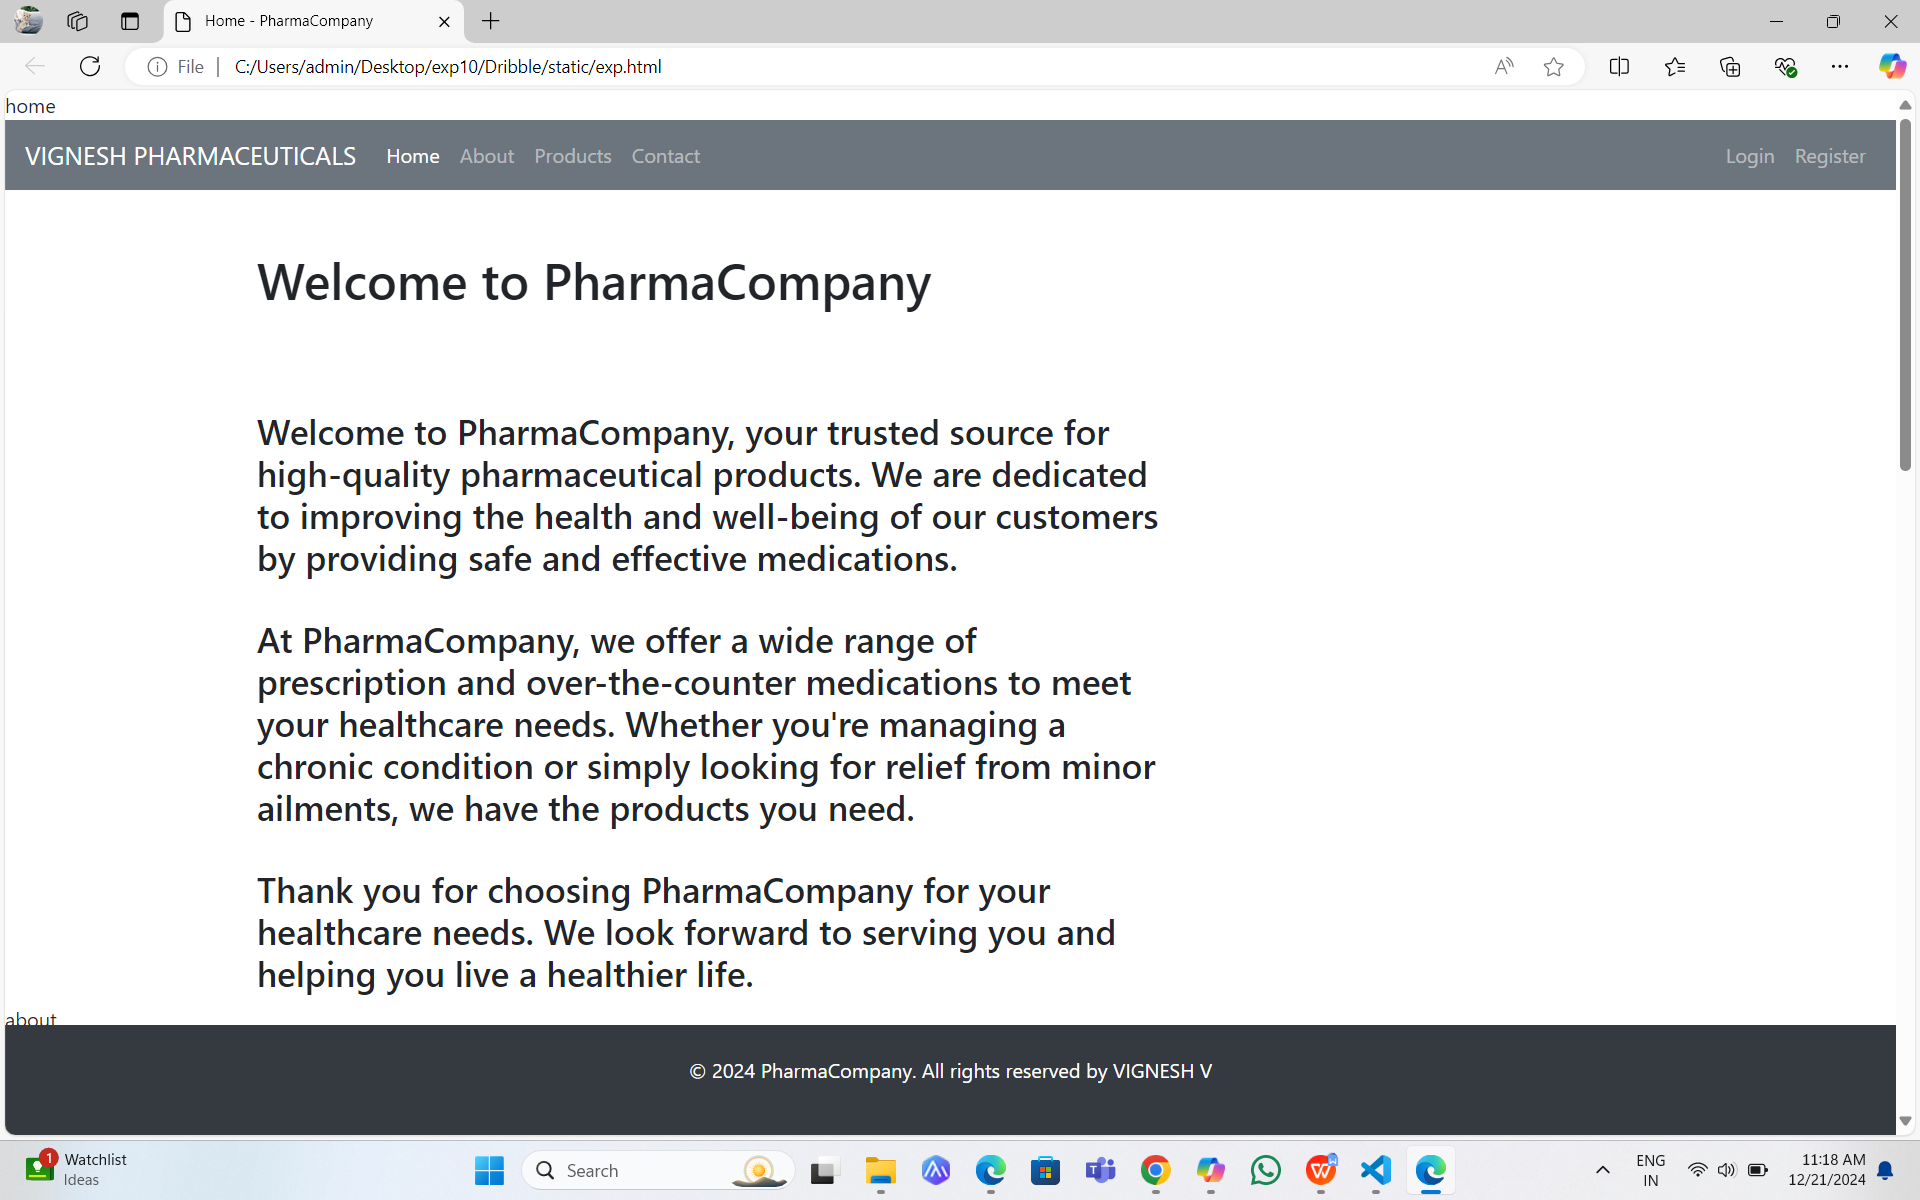 Home - PharmaCompany
File
C:/Users/admin/Desktop/exp10/Dribble/static/exp.html
home
VIGNESH PHARMACEUTICALS Home About Products Contact Login Register
Welcome to PharmaCompany
Welcome to PharmaCompany, your trusted source for
high-quality pharmaceutical products. We are dedicated
to improving the health and well-being of our customers
by providing safe and effective medications.
At PharmaCompany, we offer a wide range of
prescription and over-the-counter medications to meet
your healthcare needs. Whether you're managing a
chronic condition or simply looking for relief from minor
ailments, we have the products you need.
Thank you for choosing PharmaCompany for your
healthcare needs. We look forward to serving you and
helping you live a healthier life.
about
© 2024 PharmaCompany. All rights reserved by VIGNESH V
1
Watchlist
Ideas
Search
ENG
IN
11:18 AM
12/21/2024